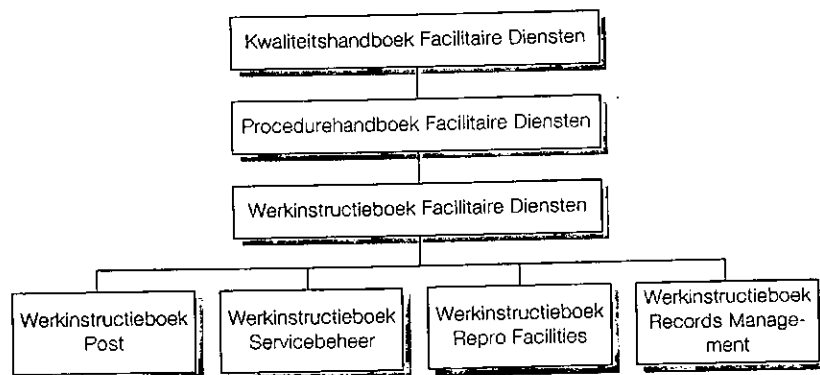 Kwaliteitshandboek Facilitaire Diensten
Procedurehandboek Facilitaire Diensten
Werkinstructieboek Facilitaire Diensten
Werkinstructieboek
Post
Werkinstructieboek
Servicebeheer
Werkinstructieboek
Repro Facilities
Werkinstructieboek
Records Manage-
ment